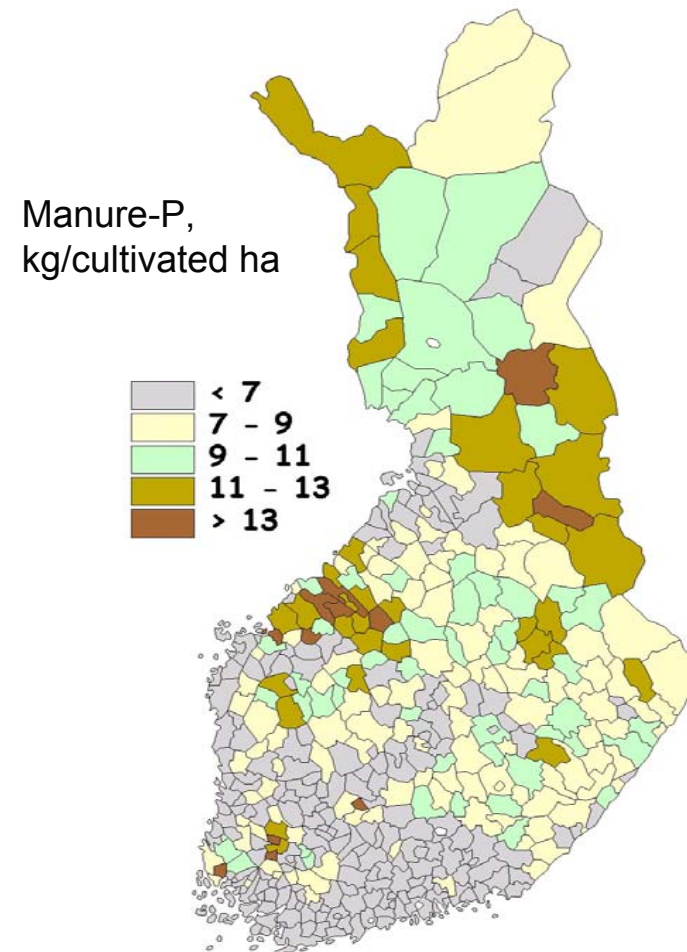 Manure-P,
kg/cultivated ha
< 7
7 - 9
9 - 11
11 - 13
> 13